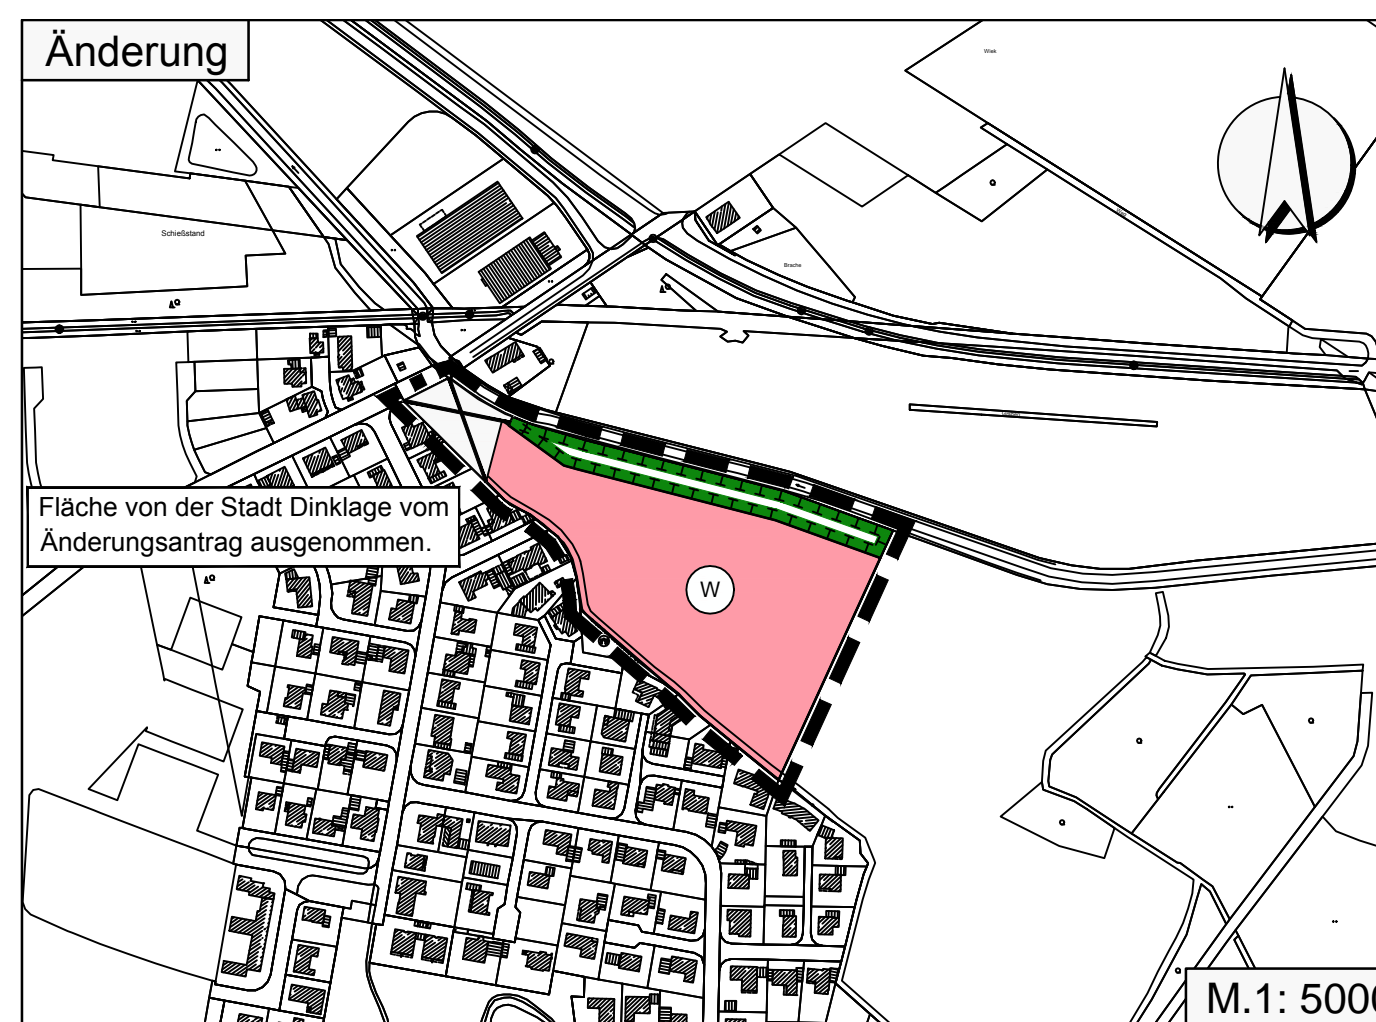 Änderung
Wiek
Schießstand
Brache
Fläche von der Stadt Dinklage vom
Änderungsantrag ausgenommen.
W
M.1: 5000